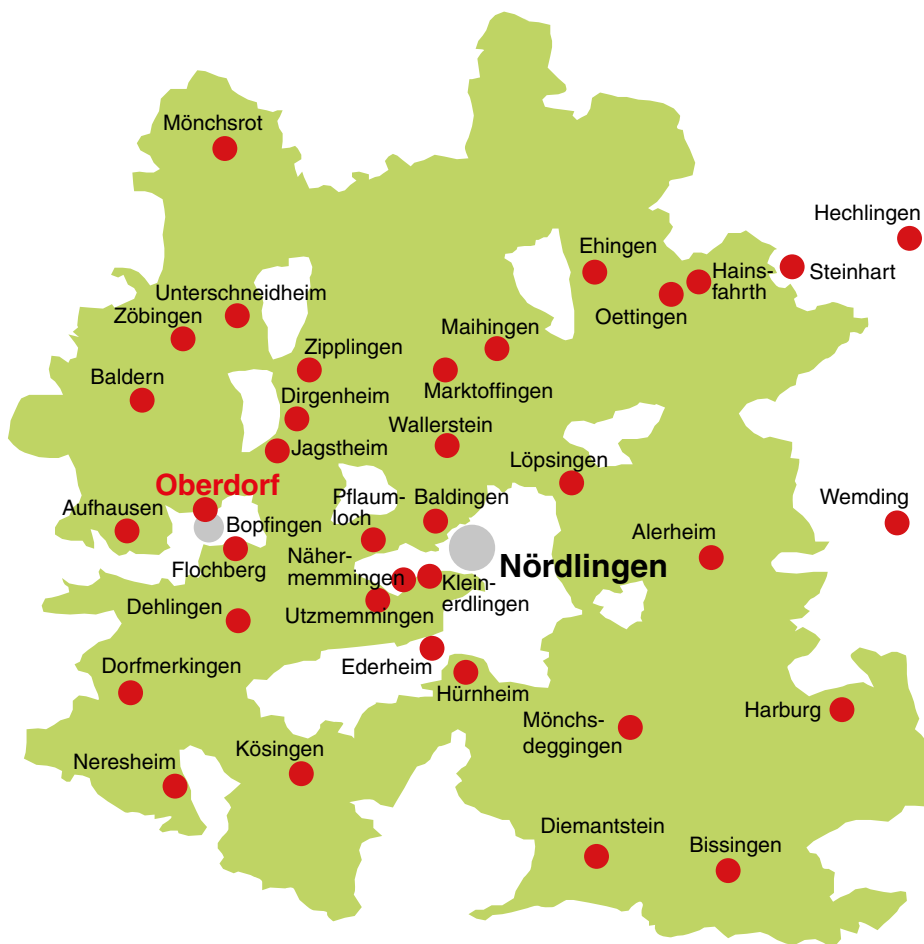 Mönchsrot
Hechlingen
Ehingen
Hains-
fahrth
Steinhart
Oettingen
Unterschneidheim
Zöbingen
Maihingen
Zipplingen
Baldern
Marktoffingen
Dirgenheim
Wallerstein
Jagstheim
Löpsingen
Oberdorf
Pflaum-
loch
Baldingen
Aufhausen
Bopfingen
Wemding
Alerheim
Flochberg
Näher-
memmingen
Nördlingen
Klein-
erdlingen
Dehlingen
Utzmemmingen
Ederheim
Dorfmerkingen
Hürnheim
Mönchs-
deggingen
Harburg
Kösingen
Neresheim
Diemantstein
Bissingen